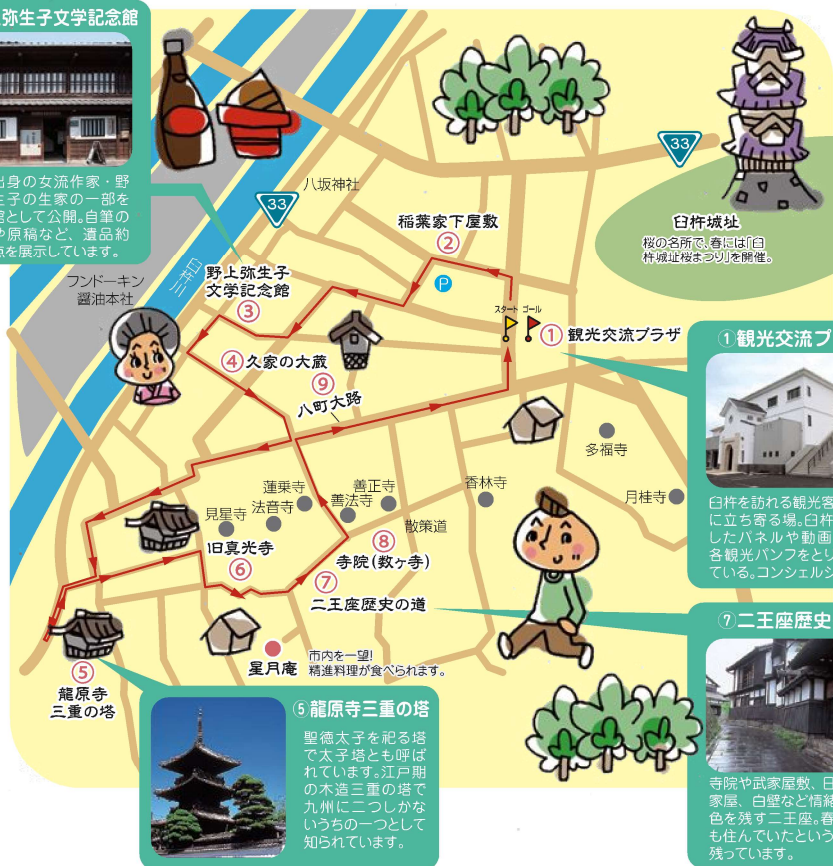 弥生子文学記念館
出身の女流作家・野
生子の生家の一部を
館として公開。自筆の
や原稿など、遺品約
点を展示しています。
フンドーキン
醤油本社
臼杵川
八坂神社
33
33
臼杵城址
桜の名所で、春には「臼
杵城址桜まつり」を開催。
稲葉家下屋敷
②
P
野上弥生子
文学記念館
③
スタート ゴール
① 観光交流プラザ
④ 久家の大蔵
⑨
八町大路
①観光交流プ
臼杵を訪れる観光客
に立ち寄る場。臼杵
したパネルや動画
各観光パンフをとり
ている。コンシェルジ
多福寺
月桂寺
香林寺
蓮乗寺
善正寺
見星寺
法音寺
善法寺
散策道
旧真光寺
⑥
⑧
寺院(数ヶ寺)
⑦
二王座歴史の道
星月庵
市内を一望!
精進料理が食べられます。
⑤
龍原寺
三重の塔
⑤龍原寺三重の塔
聖徳太子を祀る塔
で太子塔とも呼ば
れています。江戸期
の木造三重の塔で
九州に二つしかな
いうちの一つとして
知られています。
⑦二王座歴史
寺院や武家屋敷、
家屋、白壁など情緒
色を残す二王座。春
も住んでいたという
残っています。